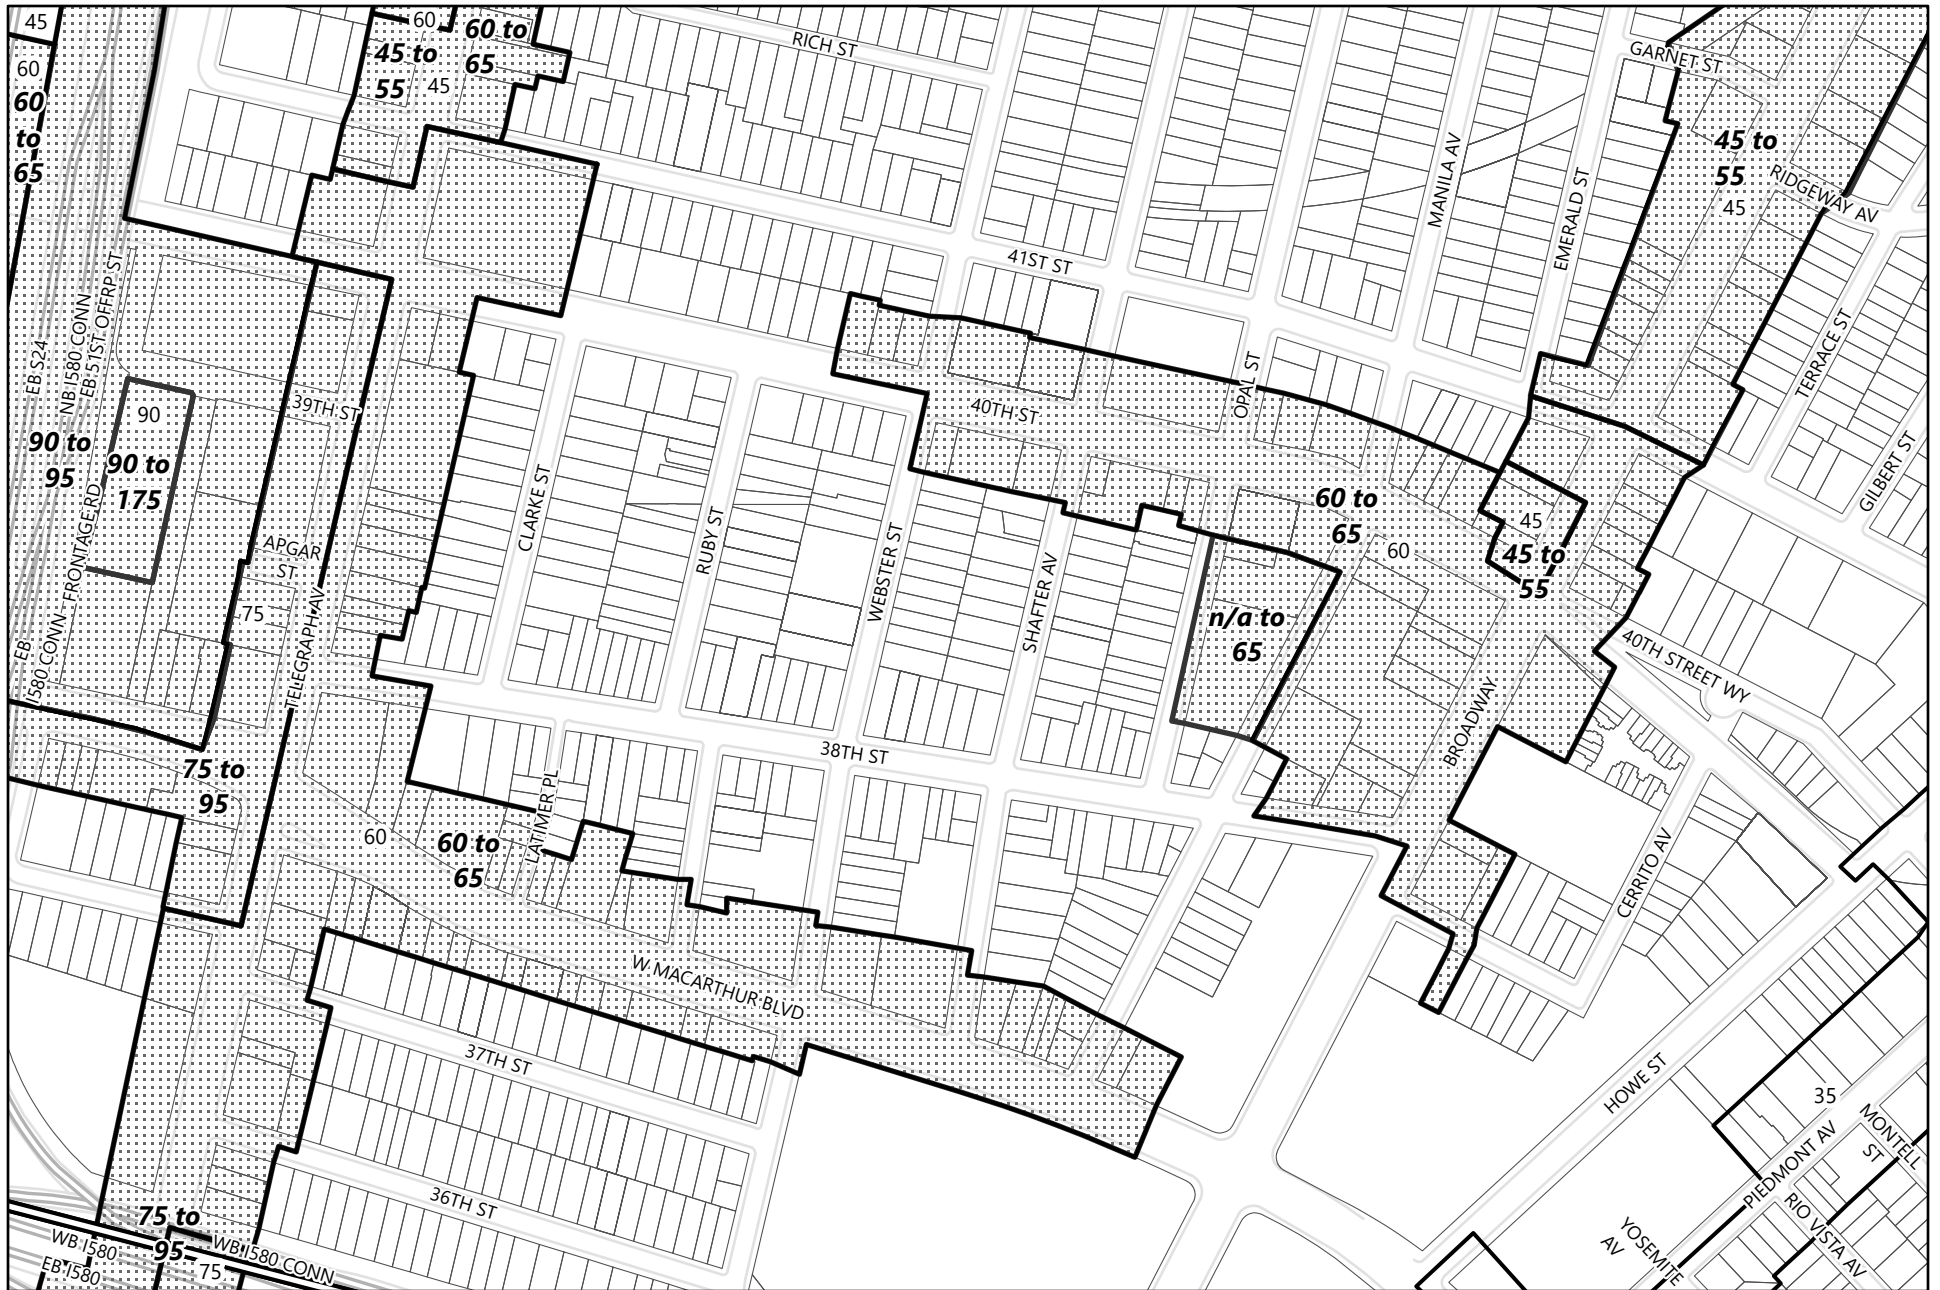 45
60
60 to
65
45 to
55
60
45
60 to
65
RICH ST
GARNET ST
45 to
55
45
RIDGEWAY AV
MANILA AV
EMERALD ST
41ST ST
EB S24
NB I580 CONN
EB 51ST OFFRP ST
OPAL ST
40TH ST
TERRACE ST
GILBERT ST
39TH ST
90
90 to
95
90 to
175
FRONTAGE RD
APGAR
ST
75
TELEGRAPH AV
CLARKE ST
RUBY ST
WEBSTER ST
SHAFTER AV
60 to
65
60
45
45 to
55
n/a to
65
EB
I580 CONN
BROADWAY
40TH STREET WY
38TH ST
75 to
95
LATIMER PL
60
60 to
65
CERRITO AV
W MACARTHUR BLVD
37TH ST
HOWE ST
35
MONTELL
ST
PIEDMONT AV
RIO VISTA AV
YOSEMITE
AV
36TH ST
75 to
95
75
WB I580
EB I580
WB I580 CONN